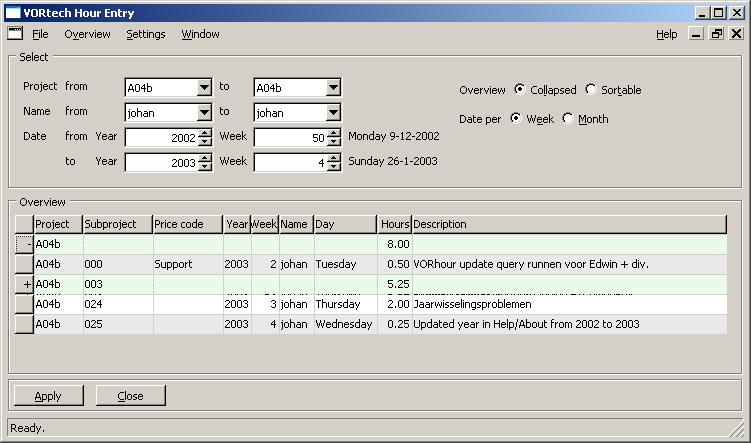 VORtech Hour Entry
File Overview Settings Window Help
Select
Project from A04b to A04b Overview Collapsed Sortable
Name from johan to johan Date per Week Month
Date from Year 2002 Week 50 Monday 9-12-2002
to Year 2003 Week 4 Sunday 26-1-2003
Overview
Project Subproject Price code Year Week Name Day Hours Description
- A04b 8.00
A04b 000 Support 2003 2 johan Tuesday 0.50 VORhour update query runnen voor Edwin + div.
+ A04b 003 5.25
A04b 024 2003 3 johan Thursday 2.00 Jaarwisselingsproblemen
A04b 025 2003 4 johan Wednesday 0.25 Updated year in Help/About from 2002 to 2003
Apply Close
Ready.